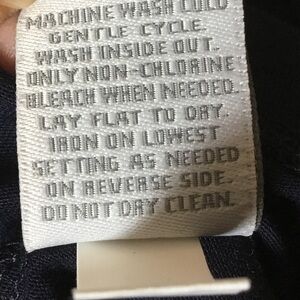 MACHINE WASH COLD
GENTLE CYCLE.
WASH INSIDE OUT.
ONLY NON-CHLORINE
BLEACH WHEN NEEDED.
LAY FLAT TO DRY.
IRON ON LOWEST
SETTING AS NEEDED
ON REVERSE SIDE.
DO NOT DRY CLEAN.